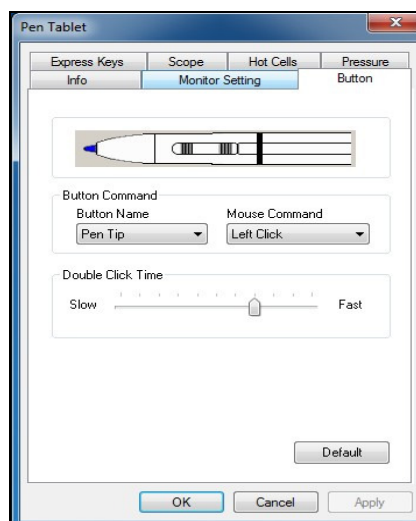 Pen Tablet
Express Keys Scope Hot Cells Pressure
Info Monitor Setting Button
Button Command
Button Name Mouse Command
Pen Tip Left Click
Double Click Time
Slow Fast
Default
OK Cancel Apply